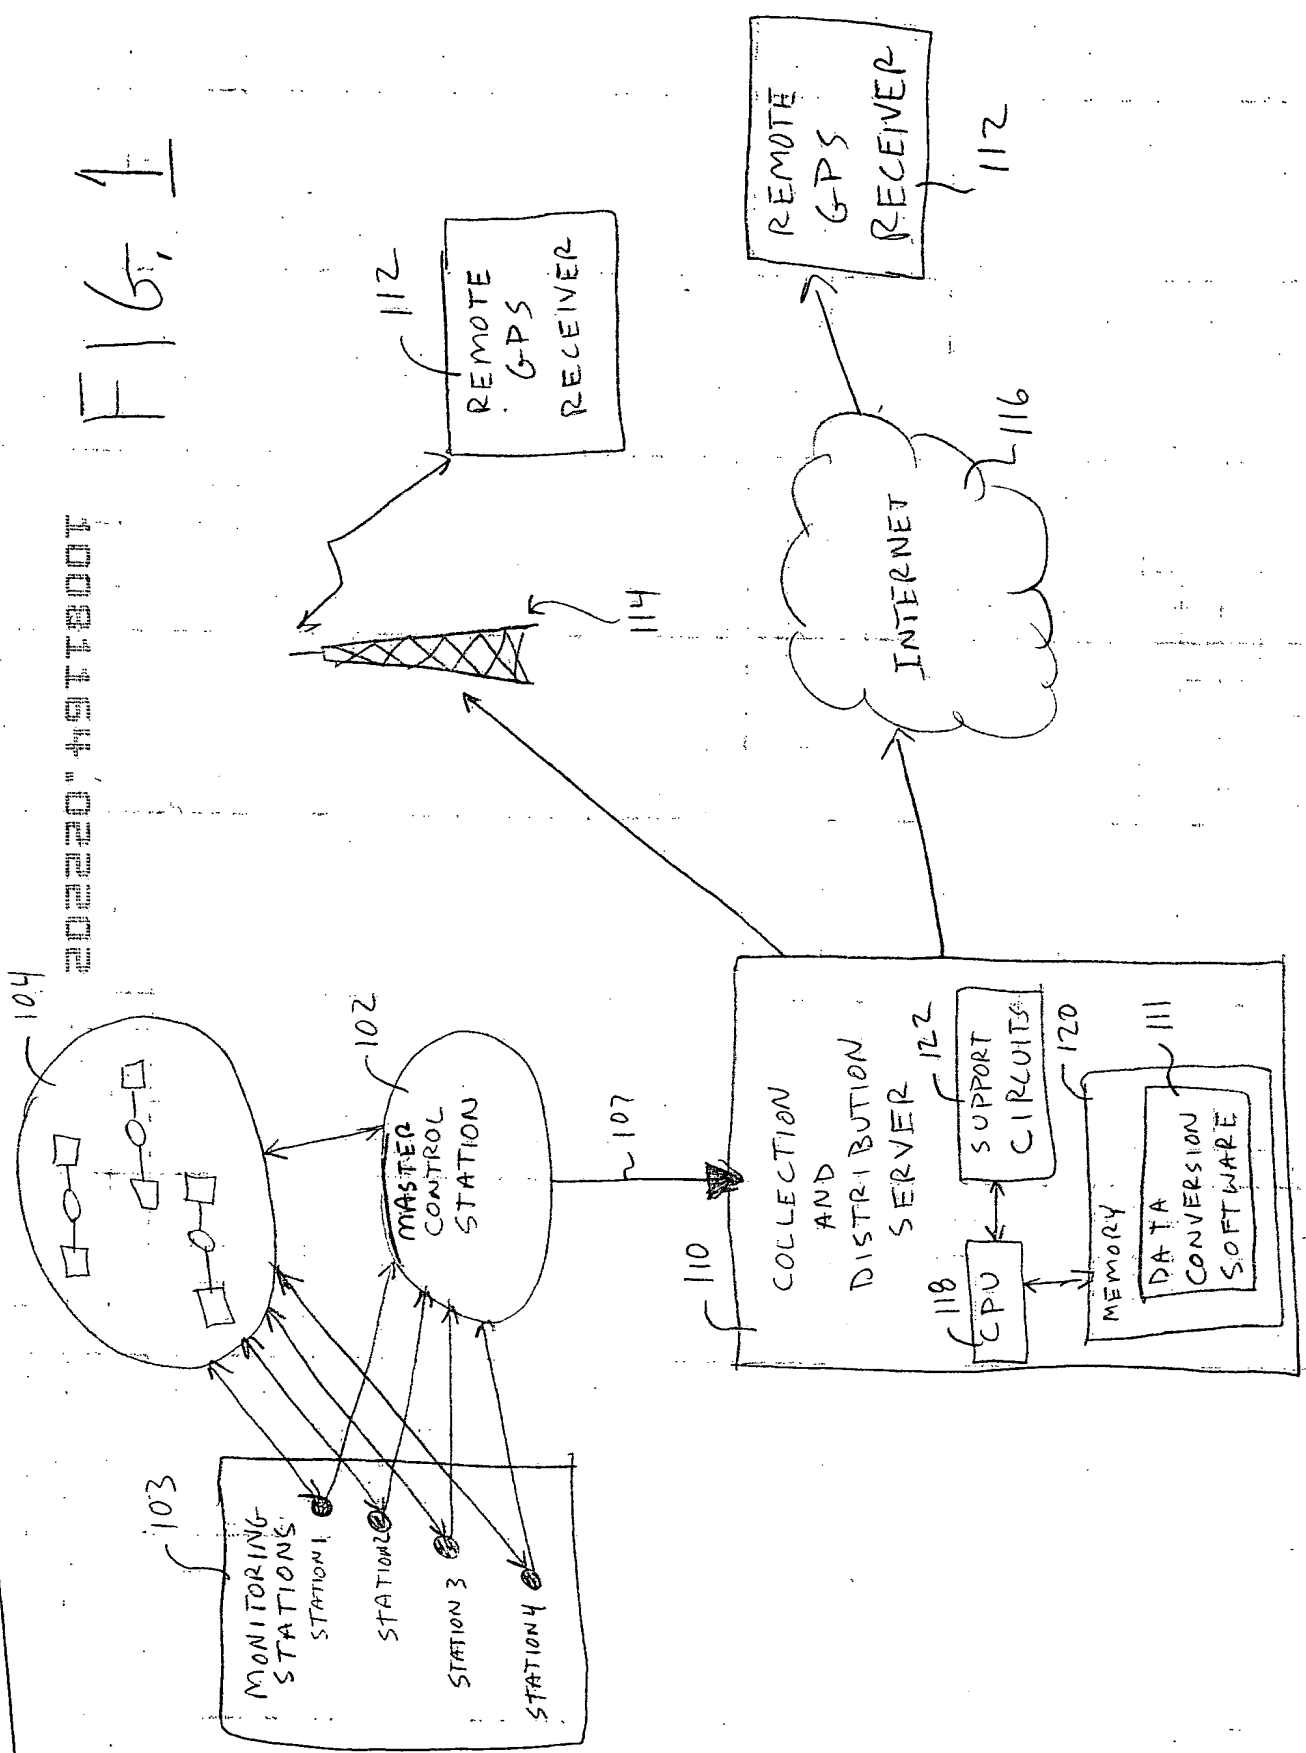 10081164.022202
FIG. 1
104
102
MASTER
CONTROL
STATION
103
MONITORING
STATIONS
STATION 1
STATION 2
STATION 3
STATION 4
107
110
COLLECTION
AND
DISTRIBUTION
SERVER
118
CPU
122
SUPPORT
CIRCUITS
120
MEMORY
111
DATA
CONVERSION
SOFTWARE
114
112
REMOTE
GPS
RECEIVER
INTERNET
116
REMOTE
GPS
RECEIVER
112